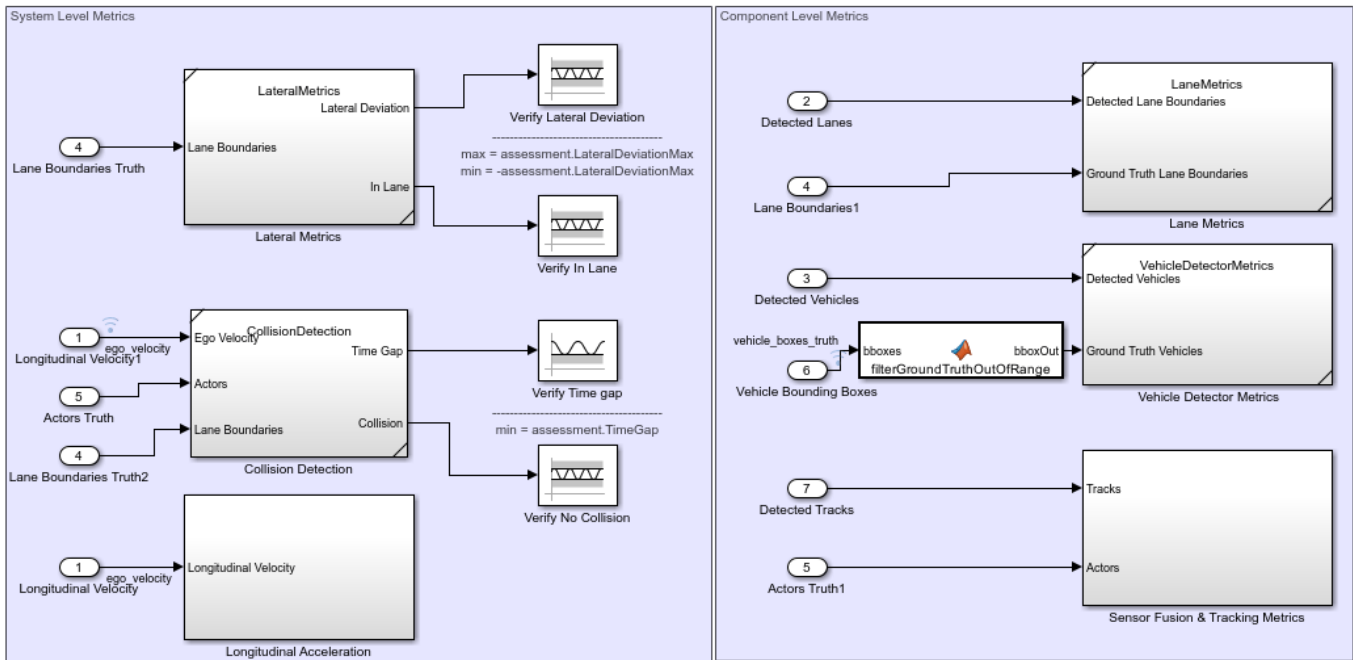 System Level Metrics
LateralMetrics
Lateral Deviation
4
Lane Boundaries
Lane Boundaries Truth
In Lane
Lateral Metrics
Verify Lateral Deviation
---------------------------------------
max = assessment.LateralDeviationMax
min = -assessment.LateralDeviationMax
Verify In Lane
CollisionDetection
1
ego_velocity
Longitudinal Velocity1
Ego Velocity
Time Gap
5
Actors
Actors Truth
Collision
4
Lane Boundaries
Lane Boundaries Truth2
Collision Detection
Verify Time gap
---------------------------------------
min = assessment.TimeGap
Verify No Collision
1
ego_velocity
Longitudinal Velocity
Longitudinal Velocity
Longitudinal Acceleration
Component Level Metrics
LaneMetrics
2
Detected Lanes
Detected Lane Boundaries
4
Lane Boundaries1
Ground Truth Lane Boundaries
Lane Metrics
VehicleDetectorMetrics
3
Detected Vehicles
Detected Vehicles
vehicle_boxes_truth
6
Vehicle Bounding Boxes
bboxes
bboxOut
filterGroundTruthOutOfRange
Ground Truth Vehicles
Vehicle Detector Metrics
7
Detected Tracks
Tracks
5
Actors Truth1
Actors
Sensor Fusion & Tracking Metrics